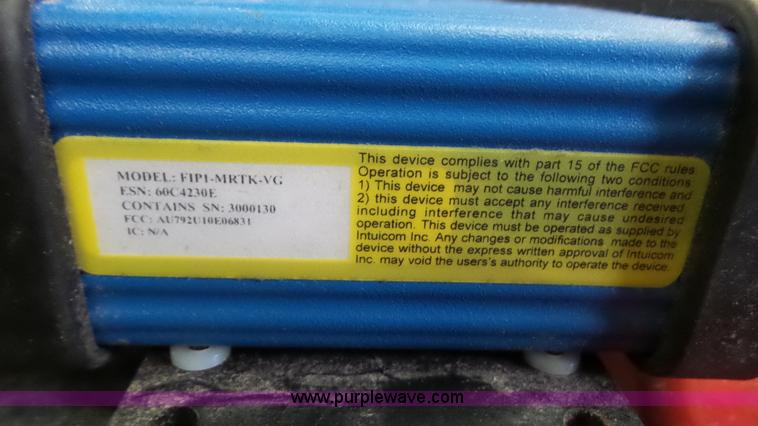 MODEL: FIP1-MRTK-VG
ESN: 60C4230E
CONTAINS SN: 3000130
FCC: AU792U10E06831
IC: N/A
This device complies with part 15 of the FCC rules
Operation is subject to the following two conditions:
1) This device may not cause harmful interference and
2) this device must accept any interference received
including interference that may cause undesired
operation. This device must be operated as supplied by
Intuicom Inc. Any changes or modifications made to the
device without the express written approval of Intuicom
Inc. may void the users's authority to operate the device.
www.purplewave.com